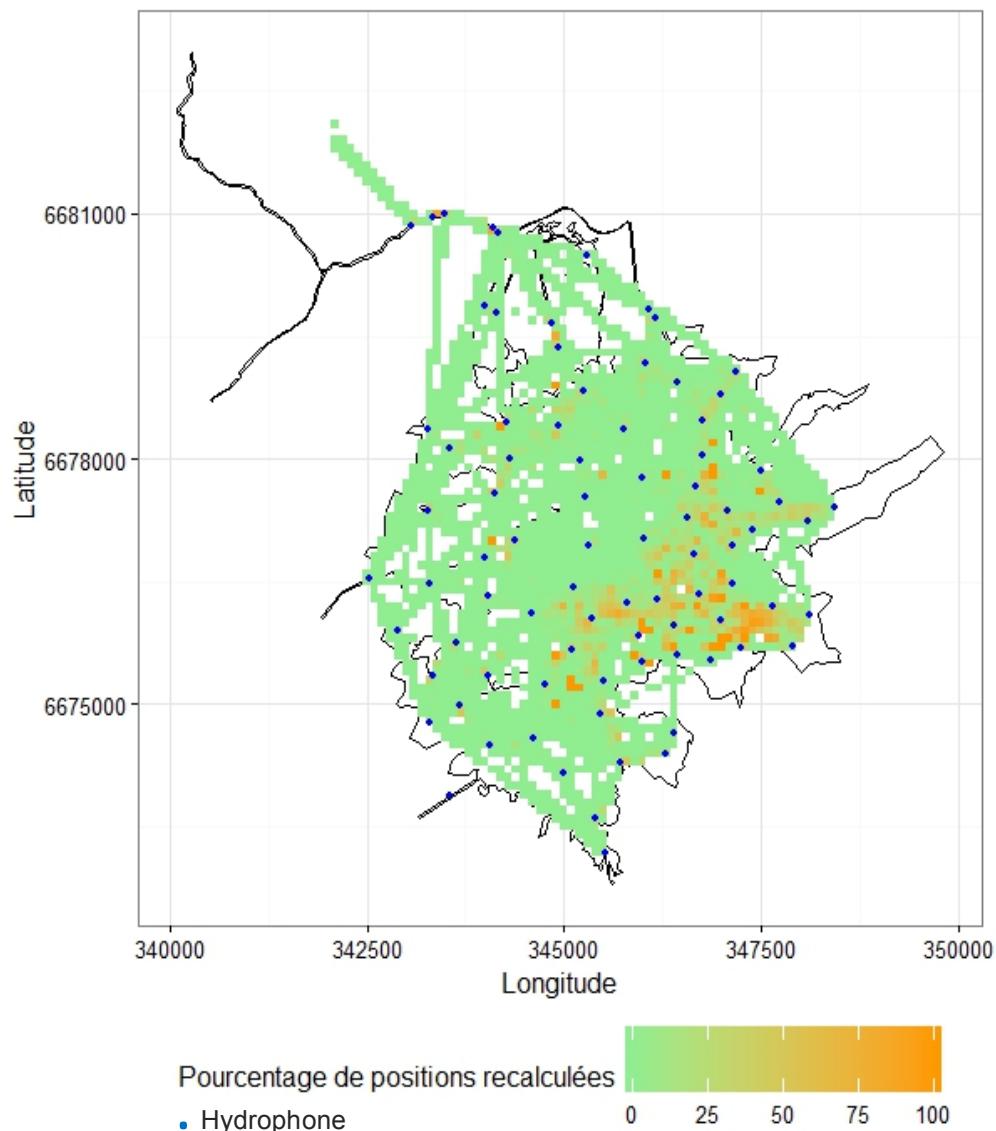 Latitude
6681000
6678000
6675000
340000 342500 345000 347500 350000
Longitude
Pourcentage de positions recalculées
0 25 50 75 100
Hydrophone